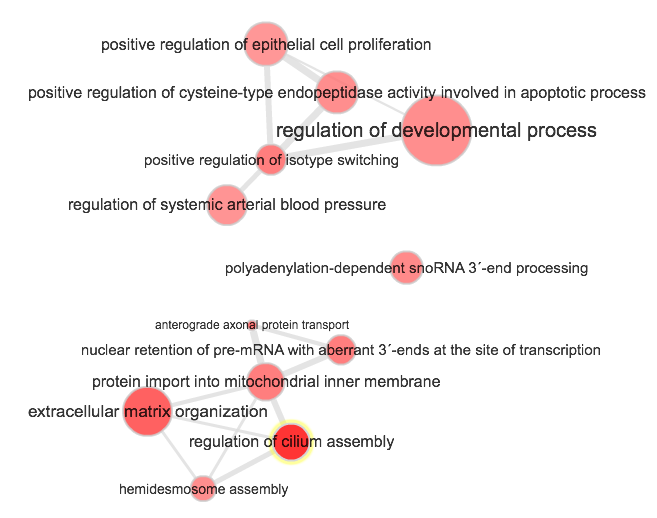 positive regulation of epithelial cell proliferation
positive regulation of cysteine-type endopeptidase activity involved in apoptotic process
regulation of developmental process
positive regulation of isotype switching
regulation of systemic arterial blood pressure
polyadenylation-dependent snoRNA 3´-end processing
anterograde axonal protein transport
nuclear retention of pre-mRNA with aberrant 3´-ends at the site of transcription
protein import into mitochondrial inner membrane
extracellular matrix organization
regulation of cilium assembly
hemidesmosome assembly